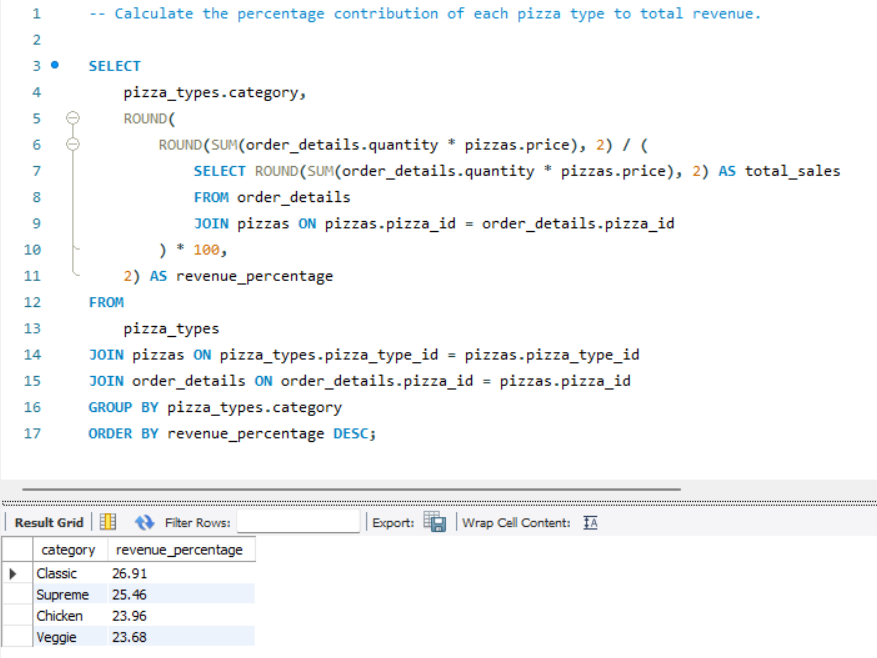 1 -- Calculate the percentage contribution of each pizza type to total revenue.
2
3 SELECT
4 pizza_types.category,
5 ROUND(
6 ROUND(SUM(order_details.quantity * pizzas.price), 2) / (
7 SELECT ROUND(SUM(order_details.quantity * pizzas.price), 2) AS total_sales
8 FROM order_details
9 JOIN pizzas ON pizzas.pizza_id = order_details.pizza_id
10 ) * 100,
11 2) AS revenue_percentage
12 FROM
13 pizza_types
14 JOIN pizzas ON pizza_types.pizza_type_id = pizzas.pizza_type_id
15 JOIN order_details ON order_details.pizza_id = pizzas.pizza_id
16 GROUP BY pizza_types.category
17 ORDER BY revenue_percentage DESC;
Result Grid Filter Rows: Export: Wrap Cell Content: IA
category revenue_percentage
Classic 26.91
Supreme 25.46
Chicken 23.96
Veggie 23.68